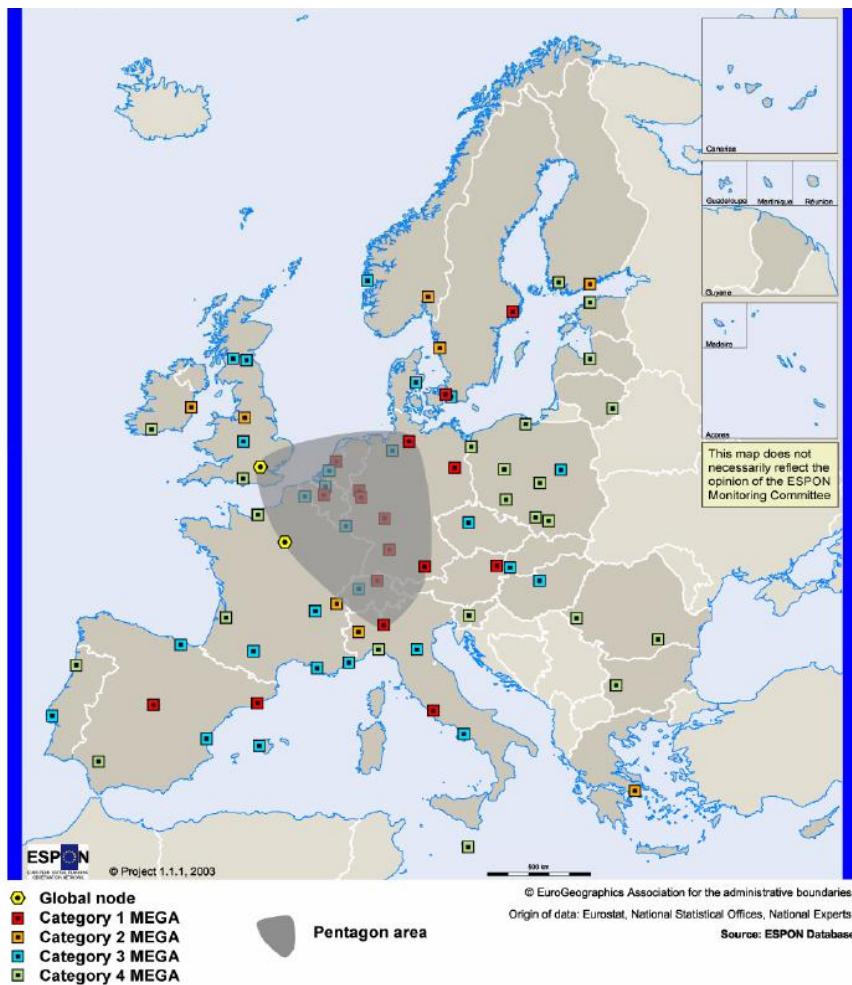 Canarias
Guadeloupe
Martinique
Réunion
Guyane
Madeira
Acores
This map does not
necessarily reflect the
opinion of the ESPON
Monitoring Committee
ESPON
© Project 1.1.1, 2003
500 km
Global node
Category 1 MEGA
Category 2 MEGA
Category 3 MEGA
Category 4 MEGA
Pentagon area
© EuroGeographics Association for the administrative boundaries
Origin of data: Eurostat, National Statistical Offices, National Experts
Source: ESPON Database